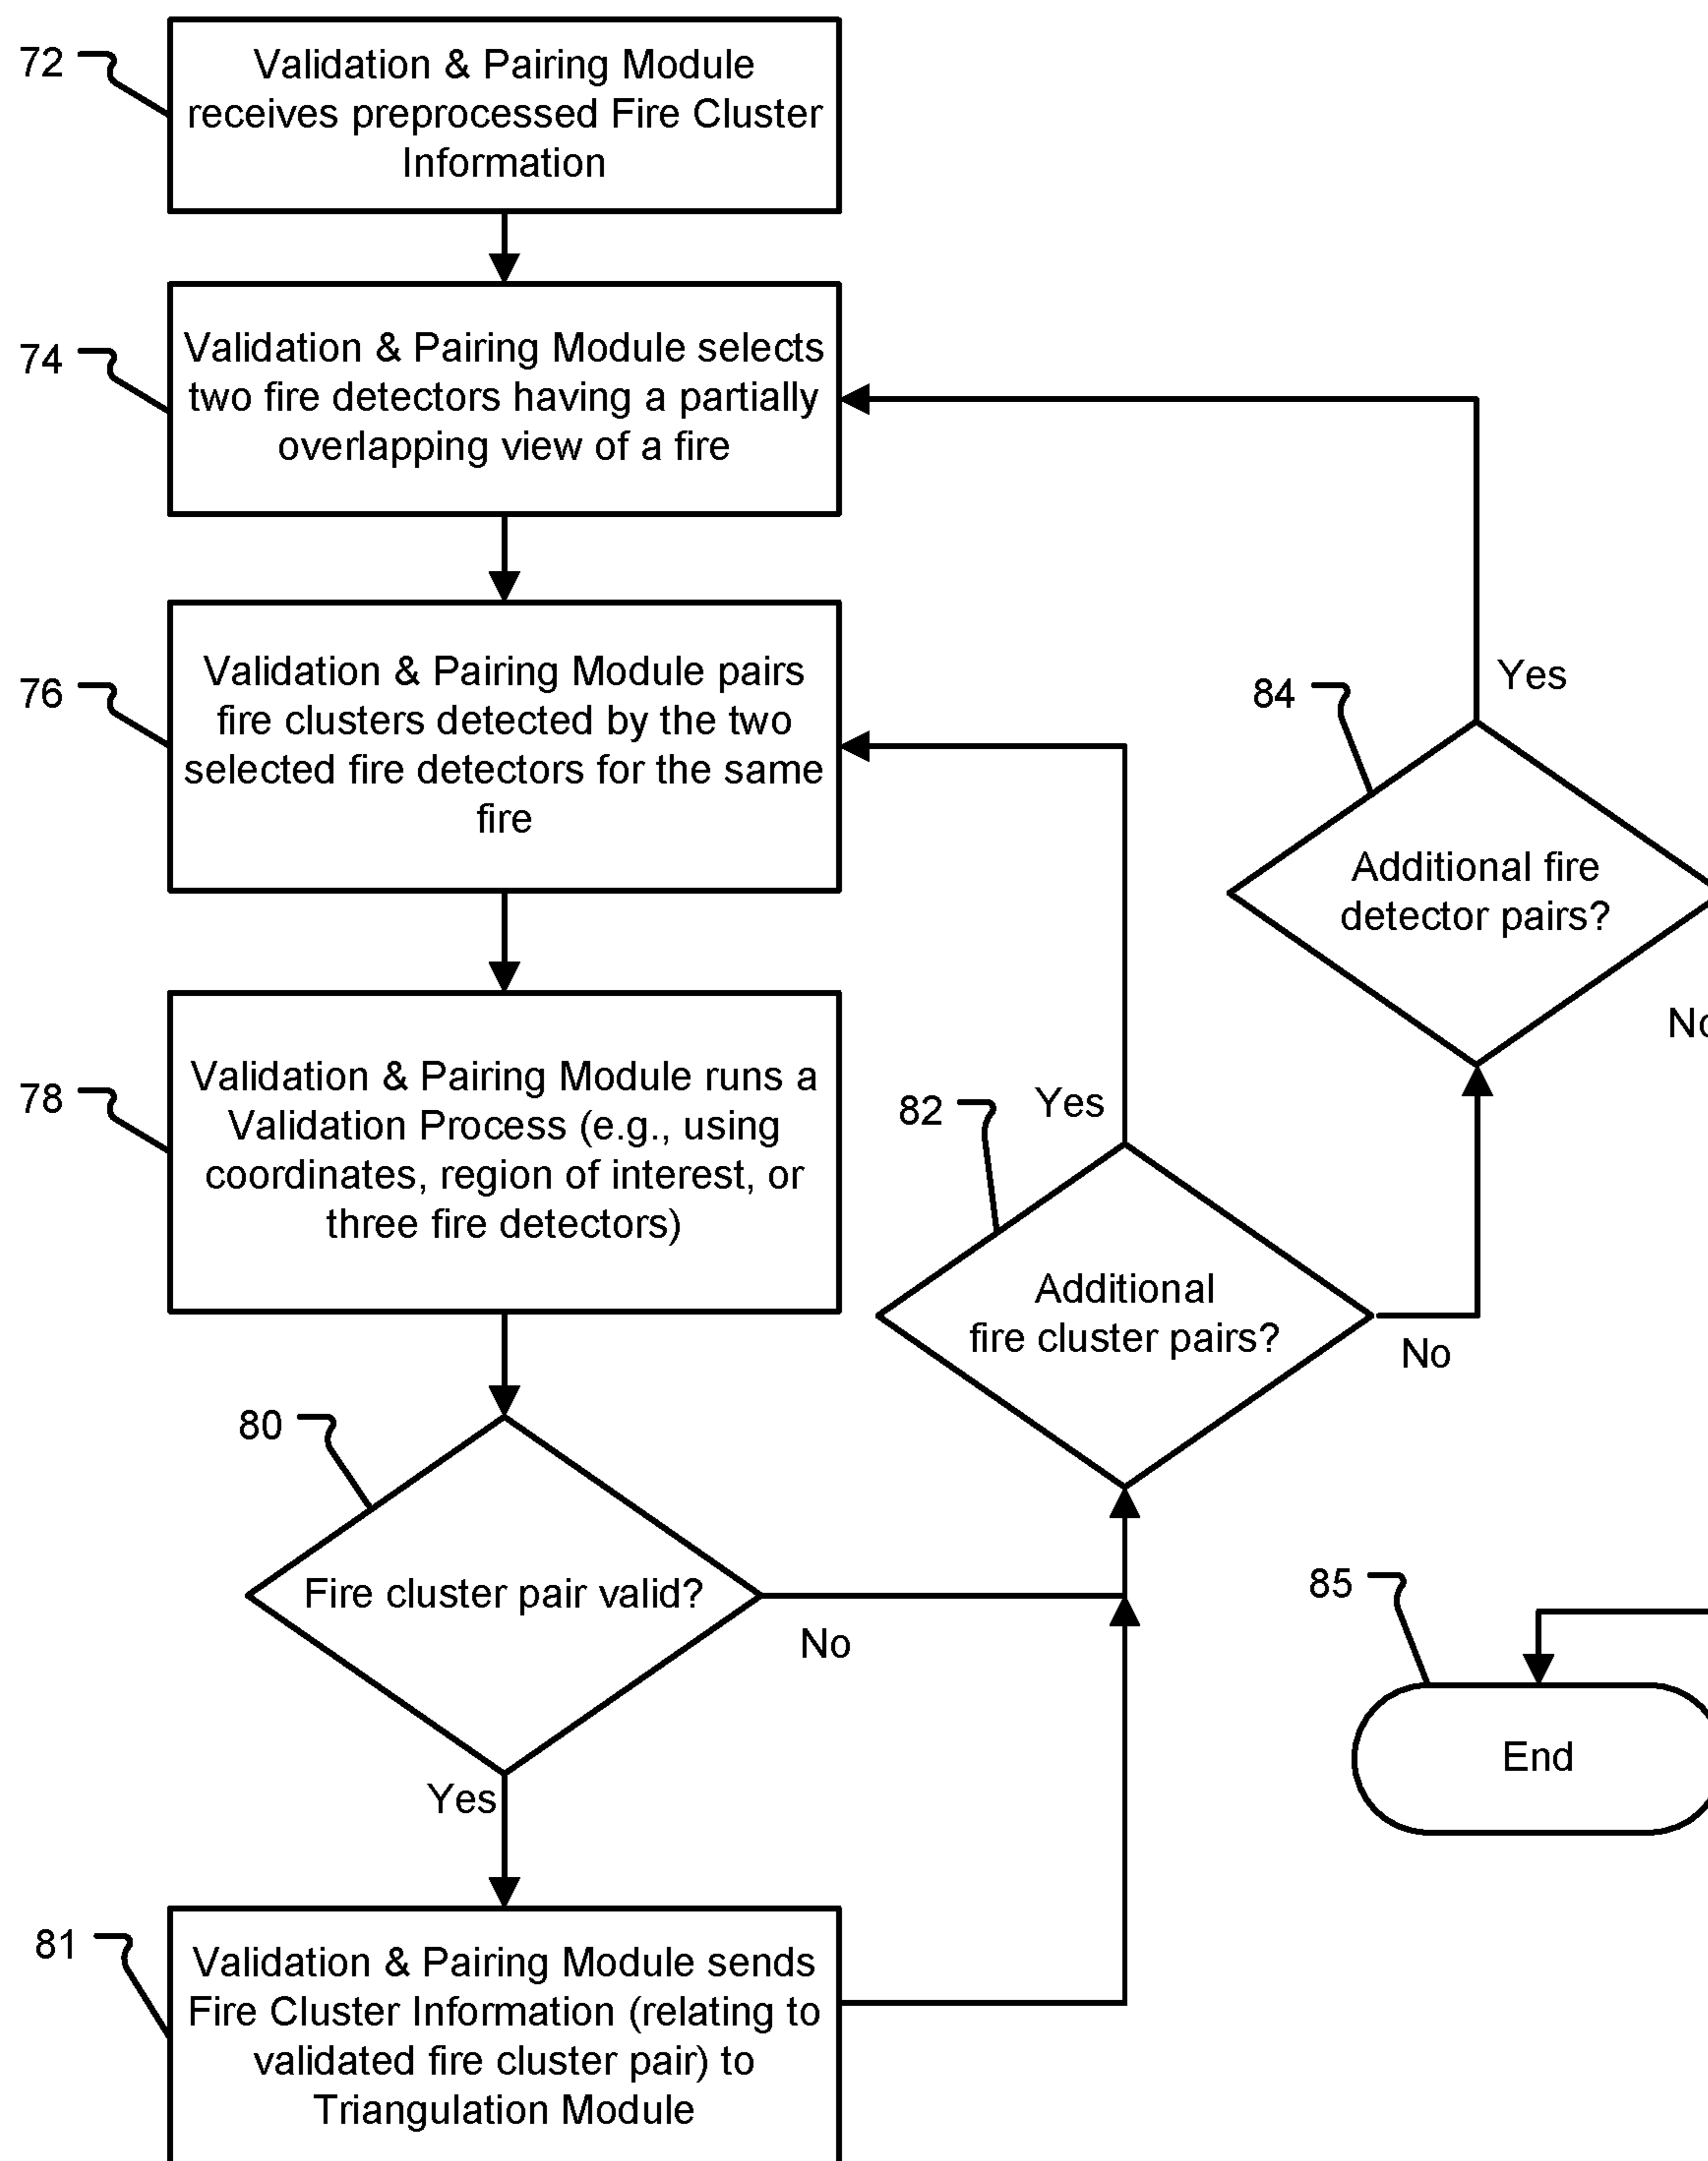 72
Validation & Pairing Module
receives preprocessed Fire Cluster
Information
74
Validation & Pairing Module selects
two fire detectors having a partially
overlapping view of a fire
76
Validation & Pairing Module pairs
fire clusters detected by the two
selected fire detectors for the same
fire
84
Yes
Additional fire
detector pairs?
No
78
Validation & Pairing Module runs a
Validation Process (e.g., using
coordinates, region of interest, or
three fire detectors)
82
Yes
Additional
fire cluster pairs?
No
80
Fire cluster pair valid?
No
Yes
85
End
81
Validation & Pairing Module sends
Fire Cluster Information (relating to
validated fire cluster pair) to
Triangulation Module